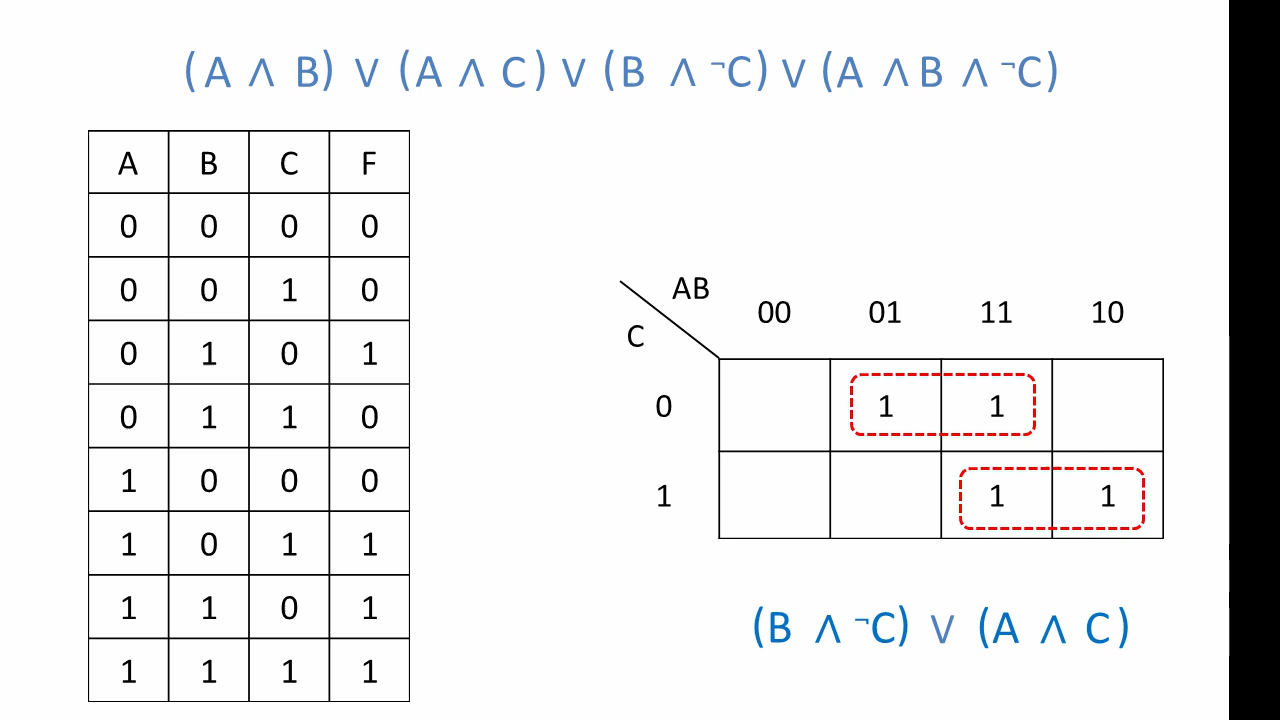 (A ∧ B) ∨ (A ∧ C) ∨ (B ∧ ¬C) ∨ (A ∧ B ∧ ¬C)
A B C F
0 0 0 0
0 0 1 0
0 1 0 1
0 1 1 0
1 0 0 0
1 0 1 1
1 1 0 1
1 1 1 1
AB
C
00 01 11 10
0 1 1
1 1 1
(B ∧ ¬C) ∨ (A ∧ C)